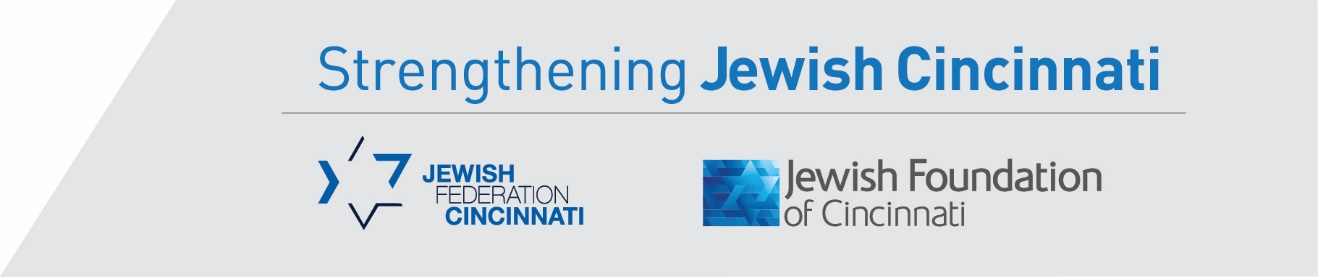 Strengthening Jewish Cincinnati
JEWISH
FEDERATION
CINCINNATI
Jewish Foundation
of Cincinnati